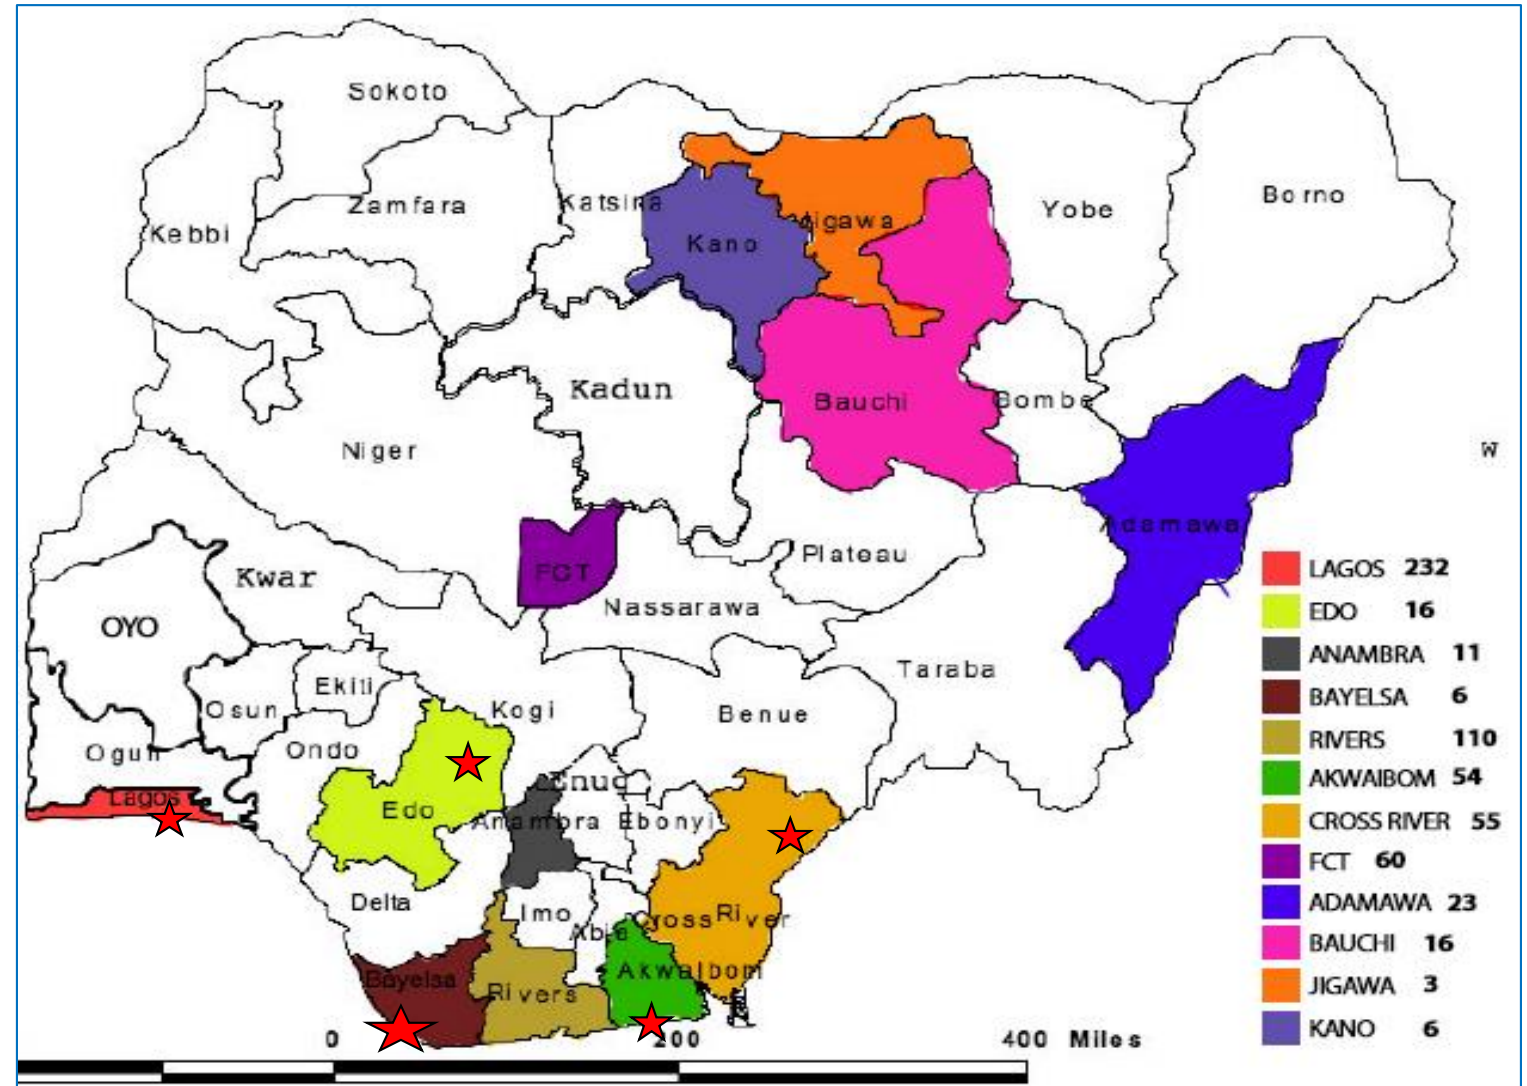 Sokoto
Zamfara
Katsina
Kebbi
Kano
Jigawa
Yobe
Borno
Kadun
Bauchi
Gombe
Niger
W
Adamawa
FCT
Plateau
Kwar
Nassarawa
OYO
Taraba
Ekiti
Osun
Kogi
Benue
Ogun
Ondo
Lagos
Edo
Enug
Anambra
Ebonyi
Delta
Imo
Abia
Cross River
Bayelsa
Rivers
AkwaIbom
0 200 400 Miles
LAGOS 232
EDO 16
ANAMBRA 11
BAYELSA 6
RIVERS 110
AKWAIBOM 54
CROSS RIVER 55
FCT 60
ADAMAWA 23
BAUCHI 16
JIGAWA 3
KANO 6